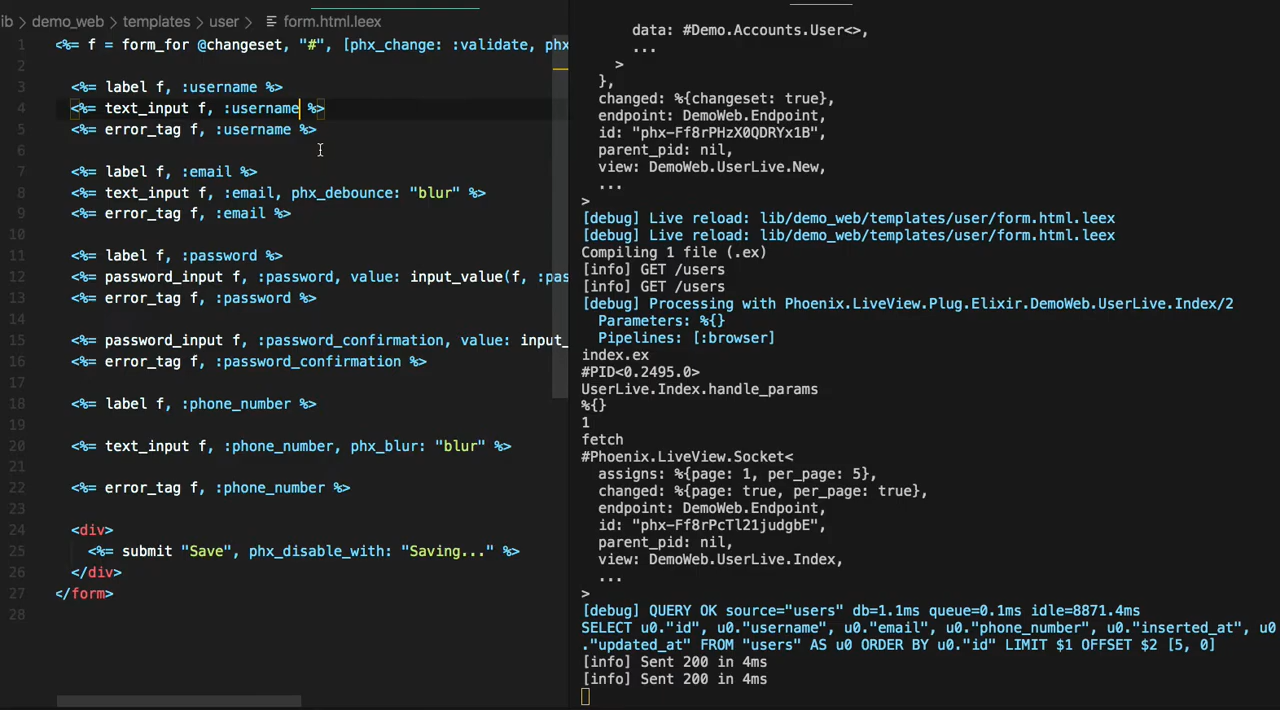 ib > demo_web > templates > user > form.html.leex
1 <%= f = form_for @changeset, "#", [phx_change: :validate, phx
2
3 <%= label f, :username %>
4 <%= text_input f, :username %>
5 <%= error_tag f, :username %>
6
7 <%= label f, :email %>
8 <%= text_input f, :email, phx_debounce: "blur" %>
9 <%= error_tag f, :email %>
10
11 <%= label f, :password %>
12 <%= password_input f, :password, value: input_value(f, :pas
13 <%= error_tag f, :password %>
14
15 <%= password_input f, :password_confirmation, value: input_
16 <%= error_tag f, :password_confirmation %>
17
18 <%= label f, :phone_number %>
19
20 <%= text_input f, :phone_number, phx_blur: "blur" %>
21
22 <%= error_tag f, :phone_number %>
23
24 <div>
25 <%= submit "Save", phx_disable_with: "Saving..." %>
26 </div>
27 </form>
28
data: #Demo.Accounts.User<>,
...
>
},
changed: %{changeset: true},
endpoint: DemoWeb.Endpoint,
id: "phx-Ff8rPHzX0QDRYx1B",
parent_pid: nil,
view: DemoWeb.UserLive.New,
...
>
[debug] Live reload: lib/demo_web/templates/user/form.html.leex
[debug] Live reload: lib/demo_web/templates/user/form.html.leex
Compiling 1 file (.ex)
[info] GET /users
[info] GET /users
[debug] Processing with Phoenix.LiveView.Plug.Elixir.DemoWeb.UserLive.Index/2
Parameters: %{}
Pipelines: [:browser]
index.ex
#PID<0.2495.0>
UserLive.Index.handle_params
%{}
1
fetch
#Phoenix.LiveView.Socket<
assigns: %{page: 1, per_page: 5},
changed: %{page: true, per_page: true},
endpoint: DemoWeb.Endpoint,
id: "phx-Ff8rPcTl21judgbE",
parent_pid: nil,
view: DemoWeb.UserLive.Index,
...
>
[debug] QUERY OK source="users" db=1.1ms queue=0.1ms idle=8871.4ms
SELECT u0."id", u0."username", u0."email", u0."phone_number", u0."inserted_at", u0
."updated_at" FROM "users" AS u0 ORDER BY u0."id" LIMIT $1 OFFSET $2 [5, 0]
[info] Sent 200 in 4ms
[info] Sent 200 in 4ms